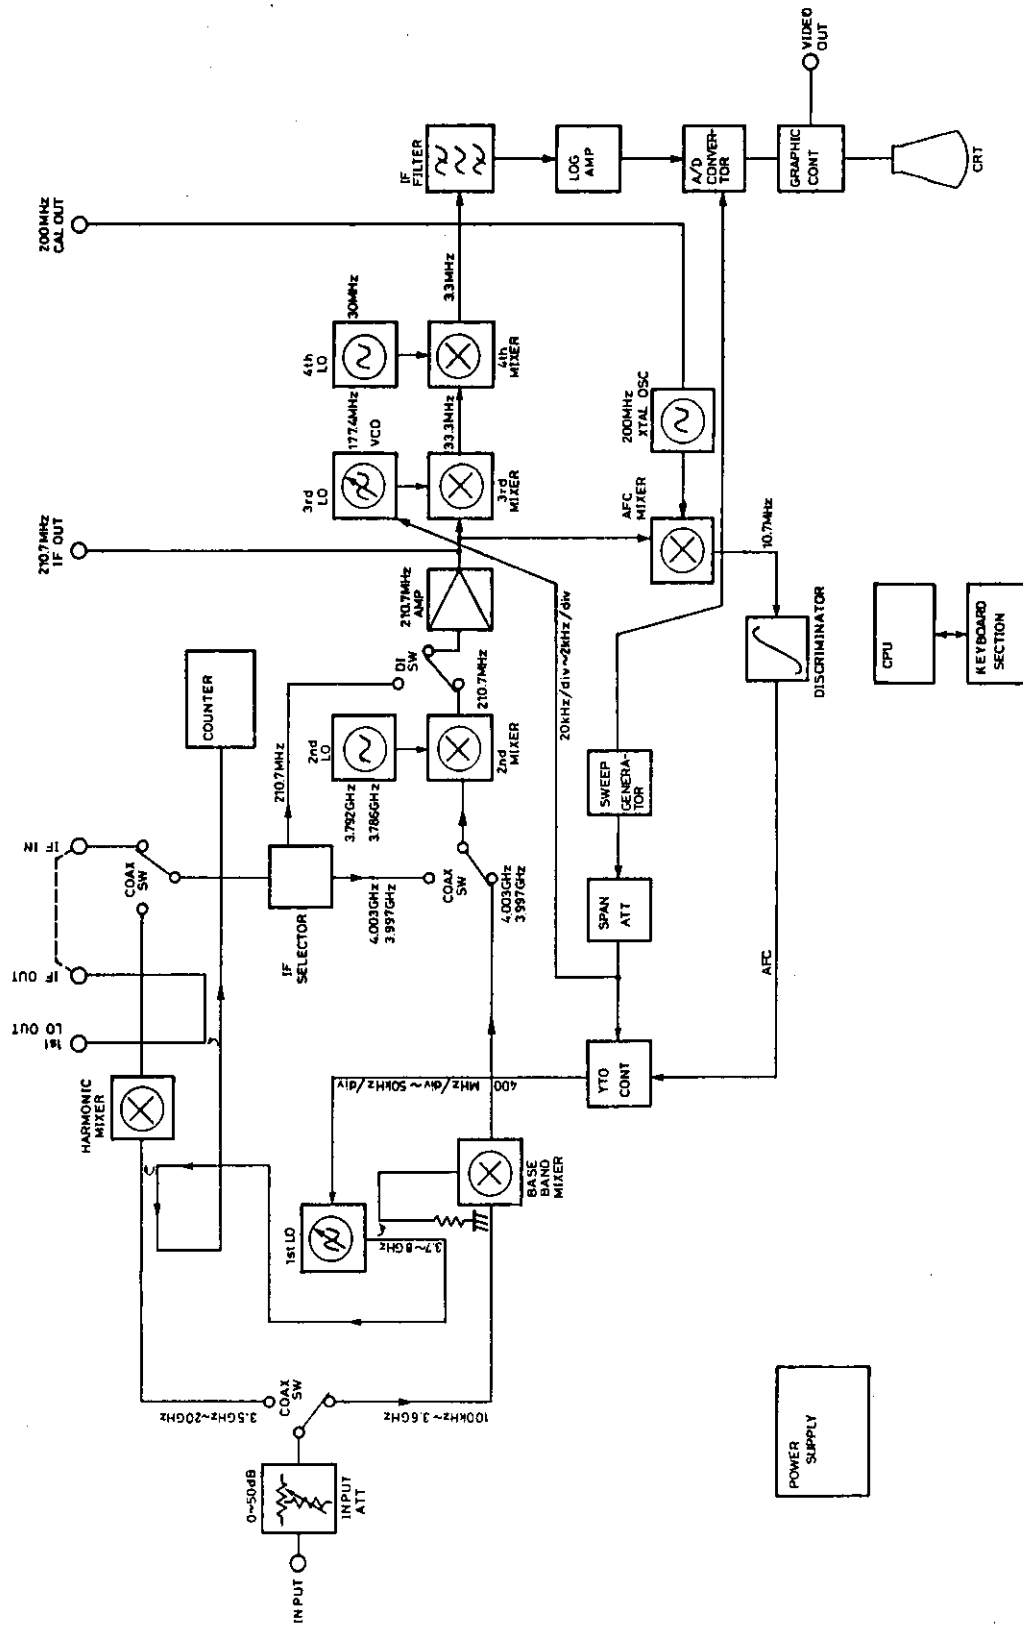 INPUT
0~50dB
INPUT
ATT
COAX
SW
3.5GHz~20GHz
100kHz~3.6GHz
HARMONIC
MIXER
1st
LO OUT
IF OUT
IF IN
COAX
SW
COUNTER
1st LO
3.7~8GHz
BASE
BAND
MIXER
400
MHz/div~50kHz/div
IF
SELECTOR
210.7MHz
4.003GHz
3.997GHz
COAX
SW
4.003GHz
3.997GHz
2nd
LO
3.792GHz
3.786GHz
2nd
MIXER
DI
SW
210.7MHz
210.7MHz
AMP
210.7MHz
IF OUT
3rd
LO
177.4MHz
VCO
3rd
MIXER
33.3MHz
4th
LO
30MHz
4th
MIXER
3.3MHz
IF
FILTER
200MHz
CAL OUT
LOG
AMP
A/D
CONVER-
TOR
GRAPHIC
CONT
VIDEO
OUT
CRT
200MHz
XTAL OSC
AFC
MIXER
10.7MHz
DISCRIMINATOR
20kHz/div~2kHz/div
SWEEP
GENERA-
TOR
SPAN
ATT
YTO
CONT
AFC
CPU
KEYBOARD
SECTION
POWER
SUPPLY